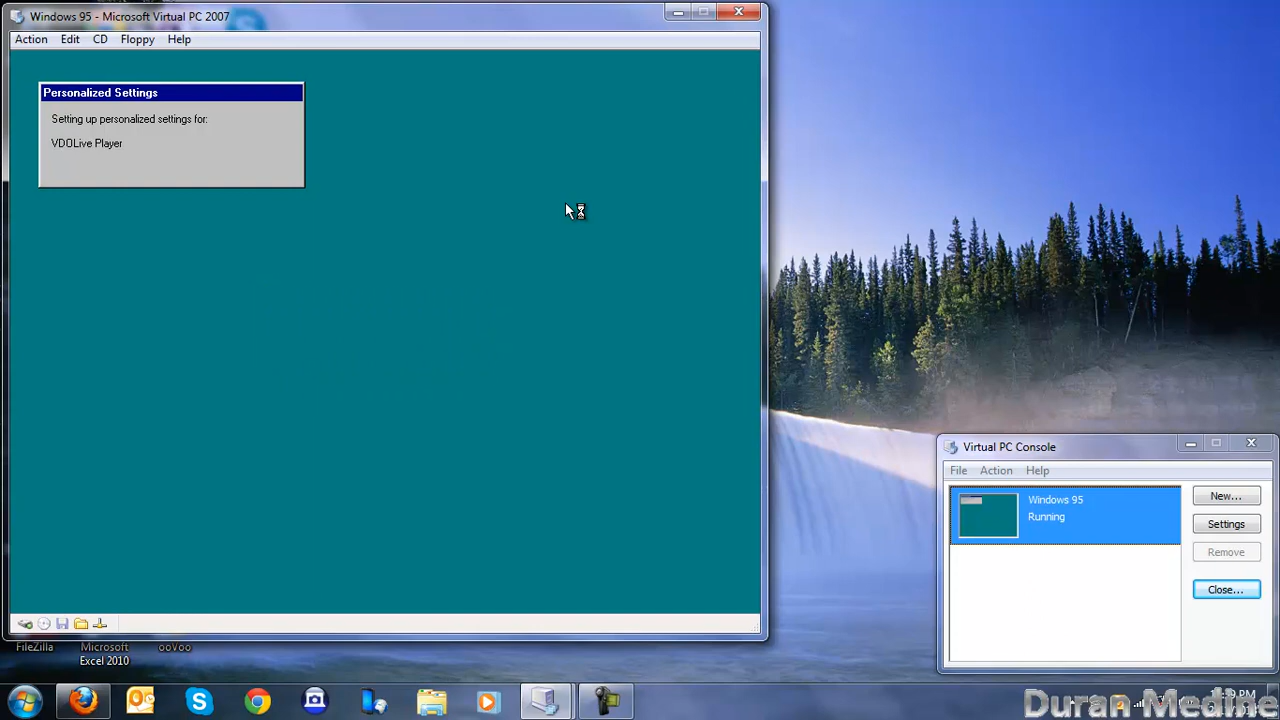 Windows 95 - Microsoft Virtual PC 2007
Action Edit CD Floppy Help
Personalized Settings
Setting up personalized settings for:
VDOLive Player
Virtual PC Console
File Action Help
Windows 95
Running
New...
Settings
Remove
Close...
FileZilla
Microsoft Excel 2010
ooVoo
Duran Medine